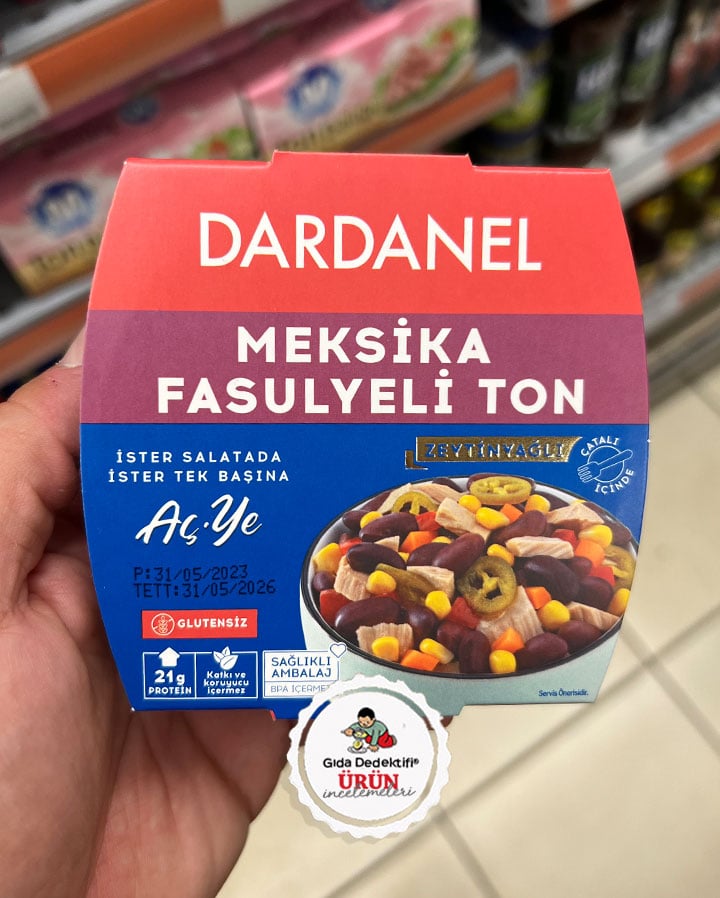 DARDANEL
MEKSİKA
FASULYELİ TON
İSTER SALATADA
İSTER TEK BAŞINA
Aç.Ye
ZEYTİNYAĞLI
ÇATALI
İÇİNDE
P:31/05/2023
TETT:31/05/2026
GLUTENSİZ
21g
PROTEİN
Katkı ve
koruyucu
içermez
SAĞLIKLI
AMBALAJ
BPA İÇERMEZ
Servis Önerisidir.
Gıda Dedektifi®
ÜRÜN
incelemeleri